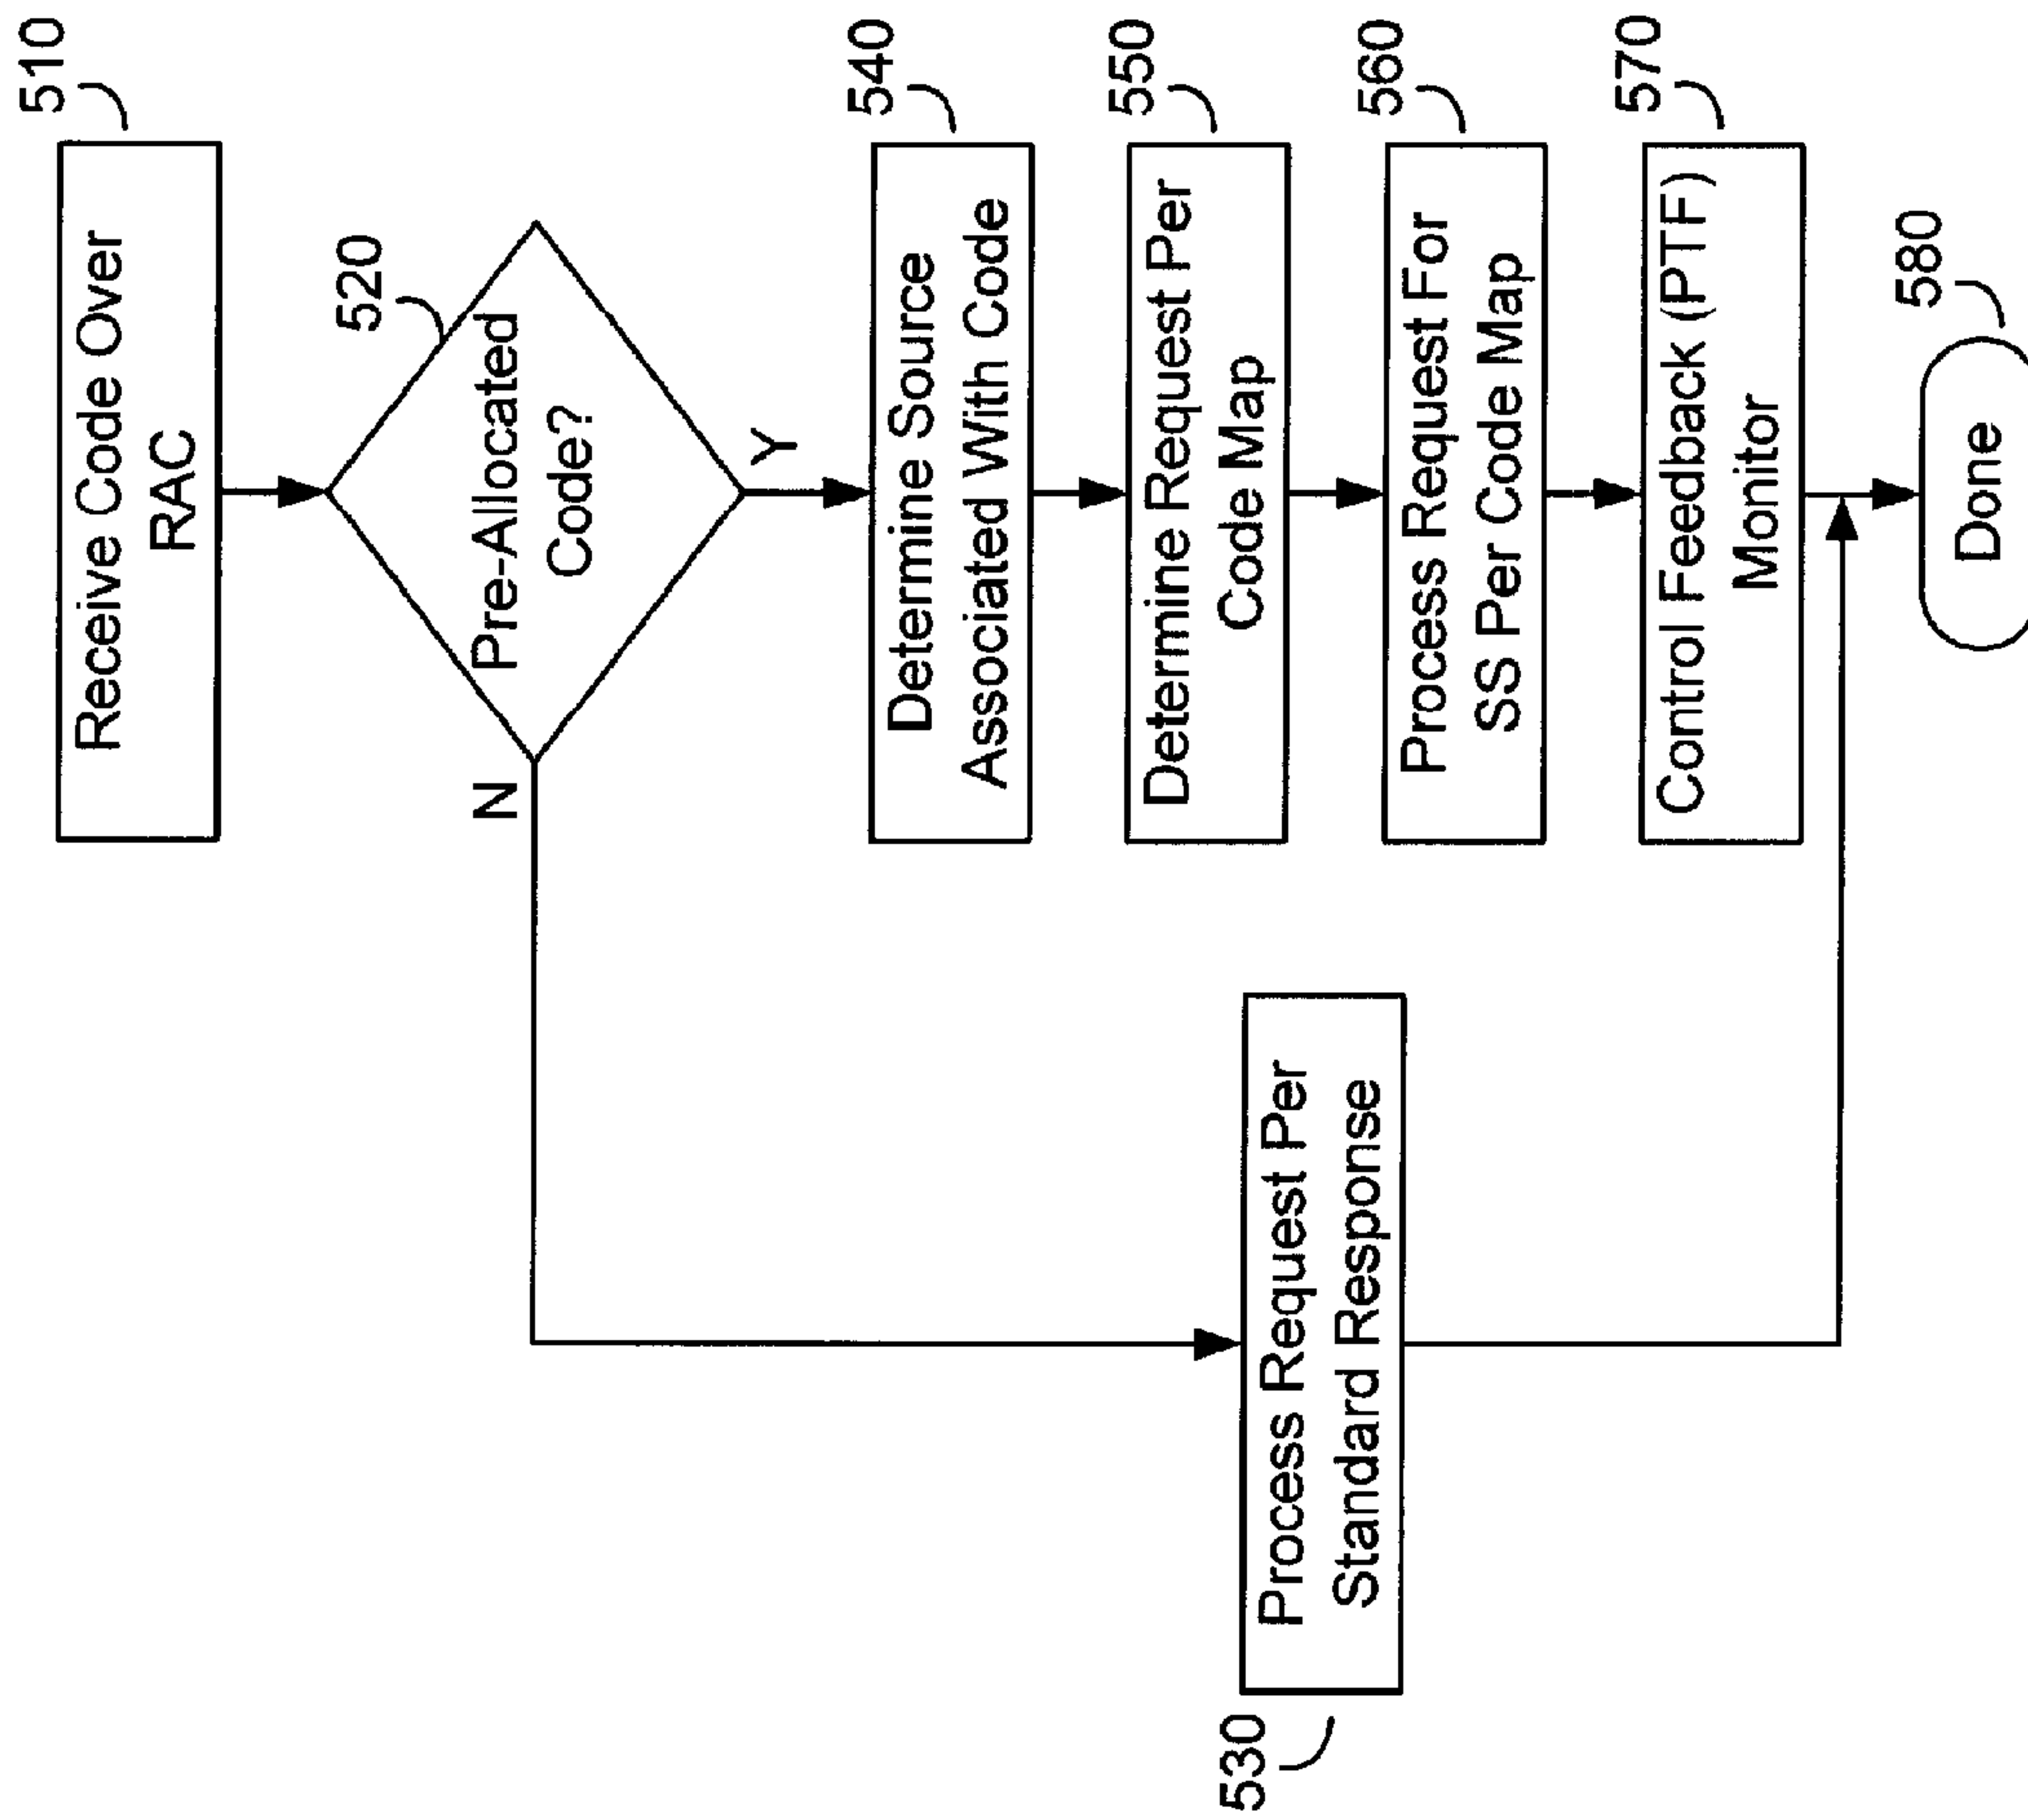 510
Receive Code Over
RAC
520
Pre-Allocated
Code?
N
Y
540
Determine Source
Associated With Code
550
Determine Request Per
Code Map
530
Process Request Per
Standard Response
560
Process Request For
SS Per Code Map
570
Control Feedback (PTF)
Monitor
580
Done